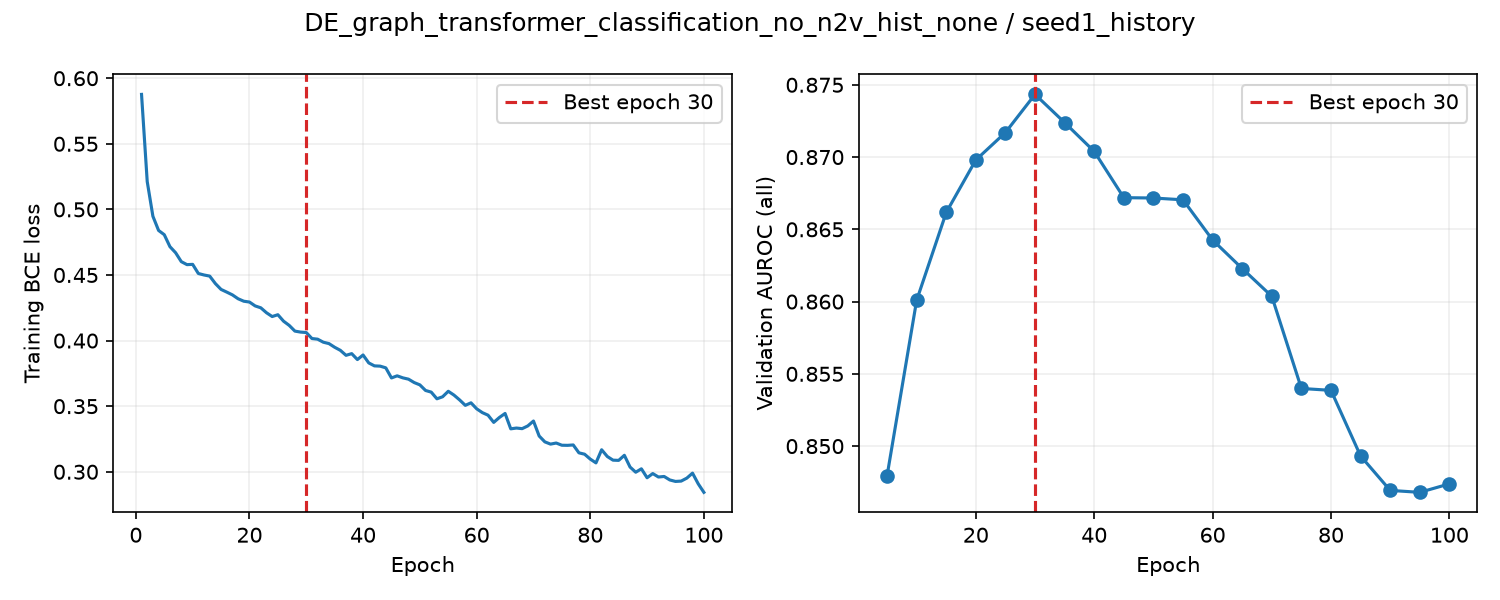 DE_graph_transformer_classification_no_n2v_hist_none / seed1_history
Training BCE loss
0.60
0.55
0.50
0.45
0.40
0.35
0.30
0 20 40 60 80 100
Epoch
Best epoch 30
Validation AUROC (all)
0.875
0.870
0.865
0.860
0.855
0.850
20 40 60 80 100
Epoch
Best epoch 30